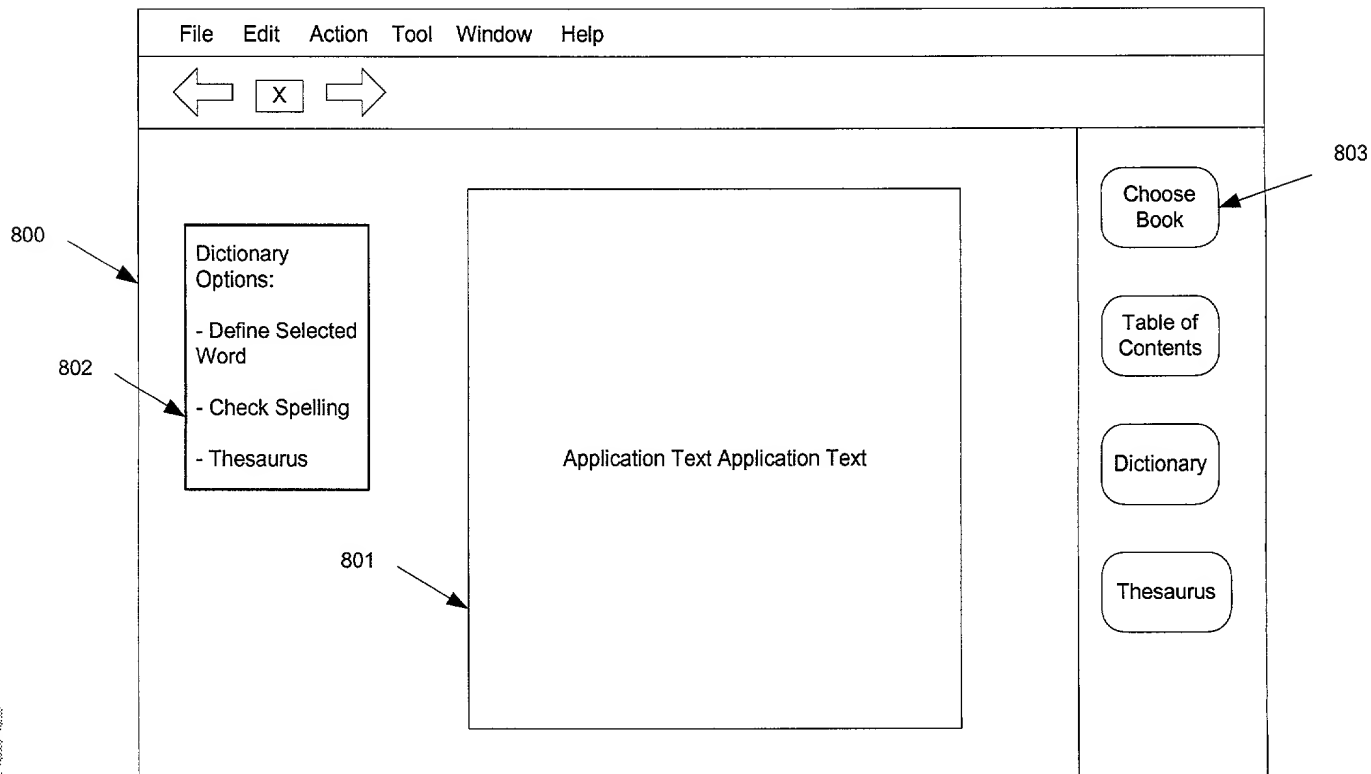 File Edit Action Tool Window Help
X
803
Choose
Book
800
Dictionary
Options:
- Define Selected
Word
802
- Check Spelling
- Thesaurus
Table of
Contents
Application Text Application Text
Dictionary
801
Thesaurus